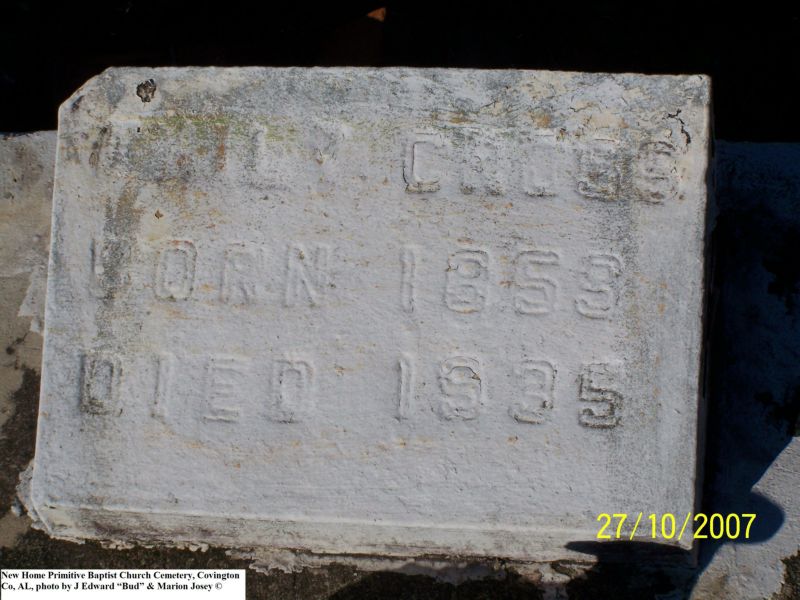 CROSS
BORN 1853
DIED 1935
27/10/2007
New Home Primitive Baptist Church Cemetery, Covington
Co, AL, photo by J Edward “Bud” & Marion Josey ©